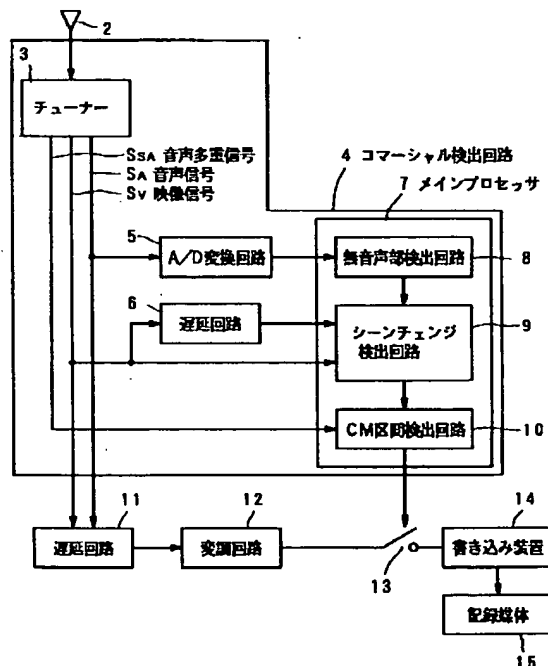 2
3
チューナー
SSA 音声多重信号
SA 音声信号
SV 映像信号
4 コマーシャル検出回路
7 メインプロセッサ
5
A/D変換回路
無音声部検出回路
8
6
遅延回路
シーンチェンジ
検出回路
9
CM区間検出回路
10
11
遅延回路
12
変調回路
13
14
書き込み装置
記録媒体
15